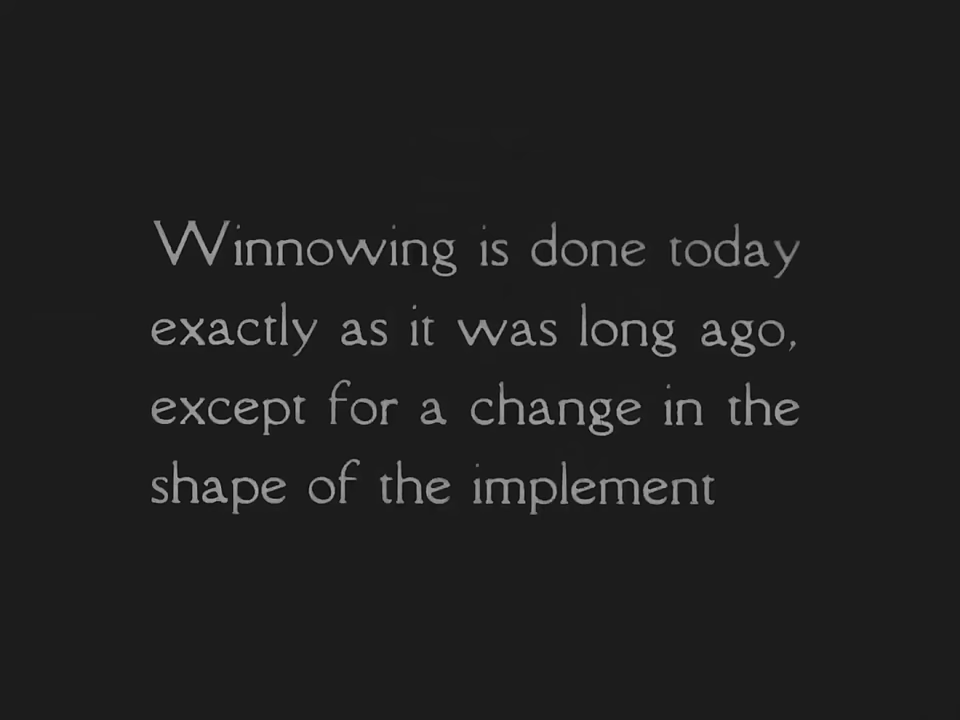 Winnowing is done today
exactly as it was long ago,
except for a change in the
shape of the implement